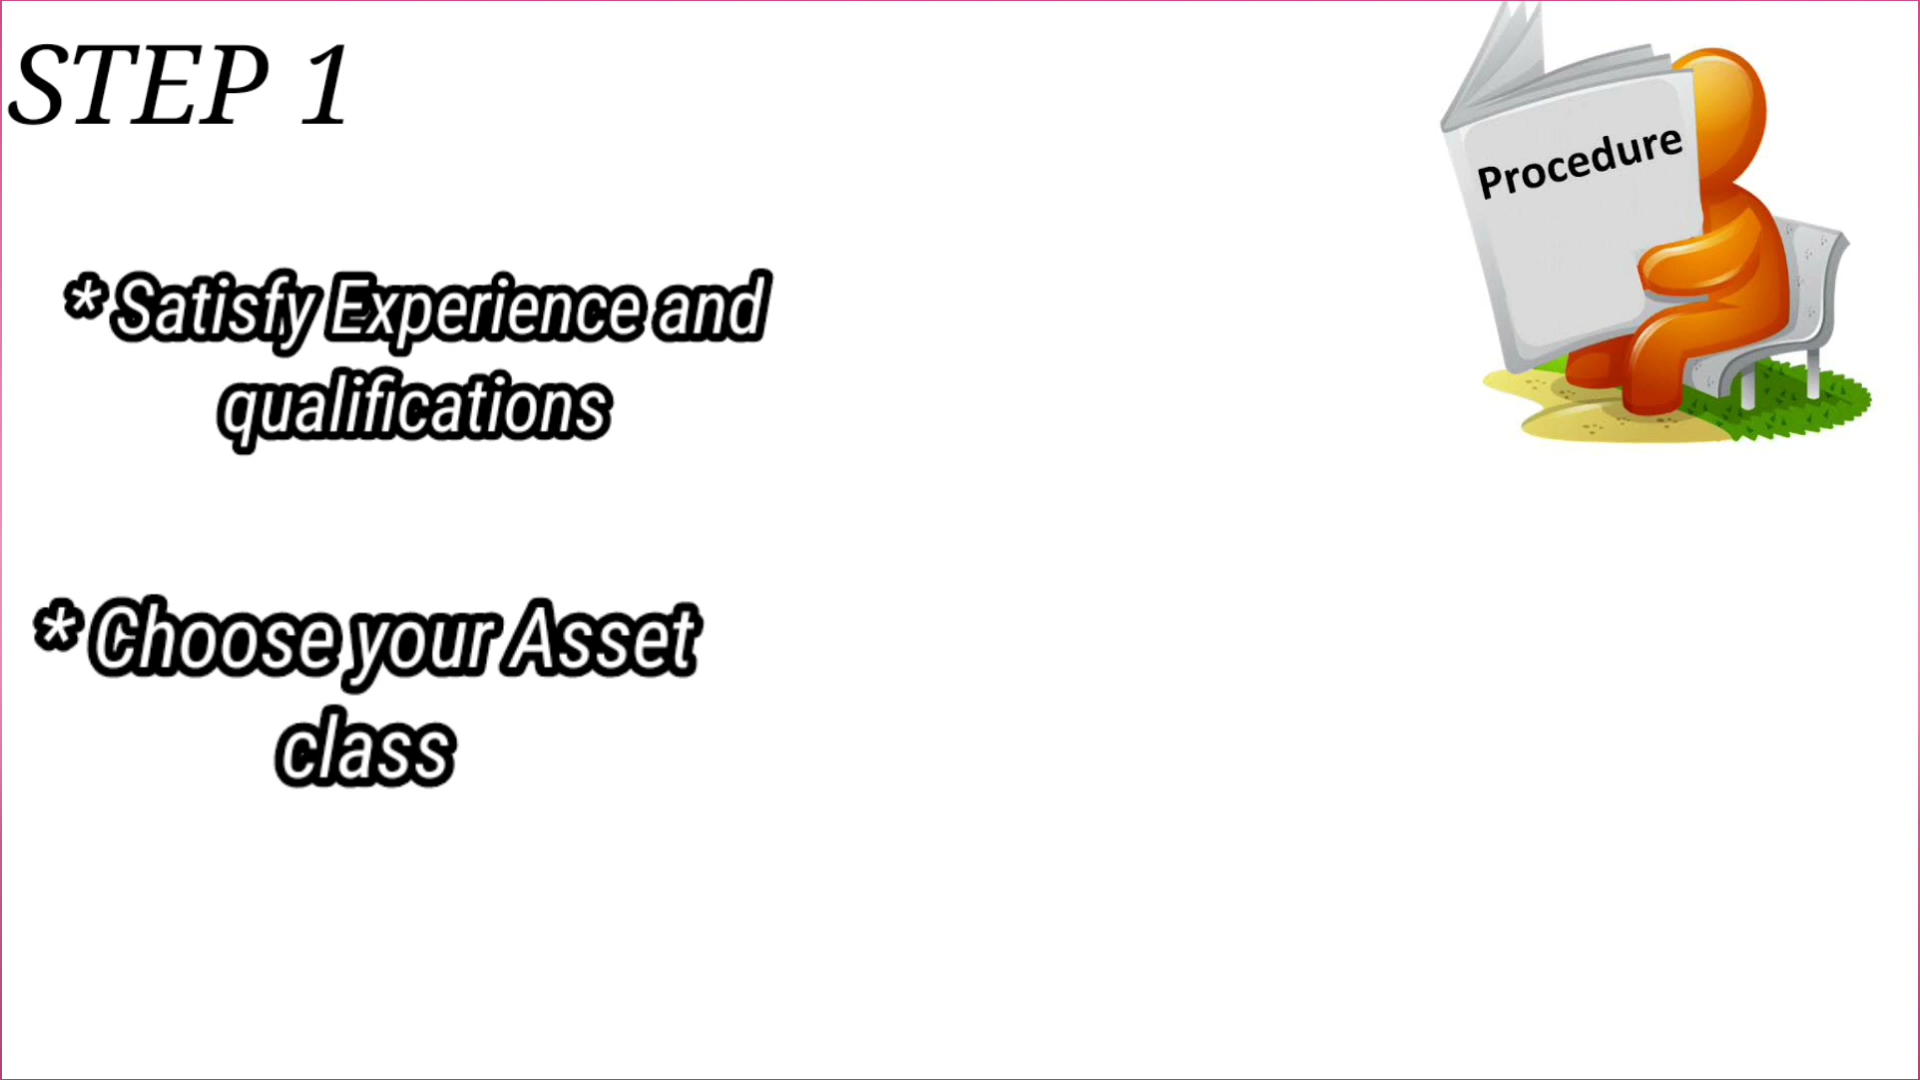 STEP 1
Procedure
* Satisfy Experience and
qualifications
* Choose your Asset
class